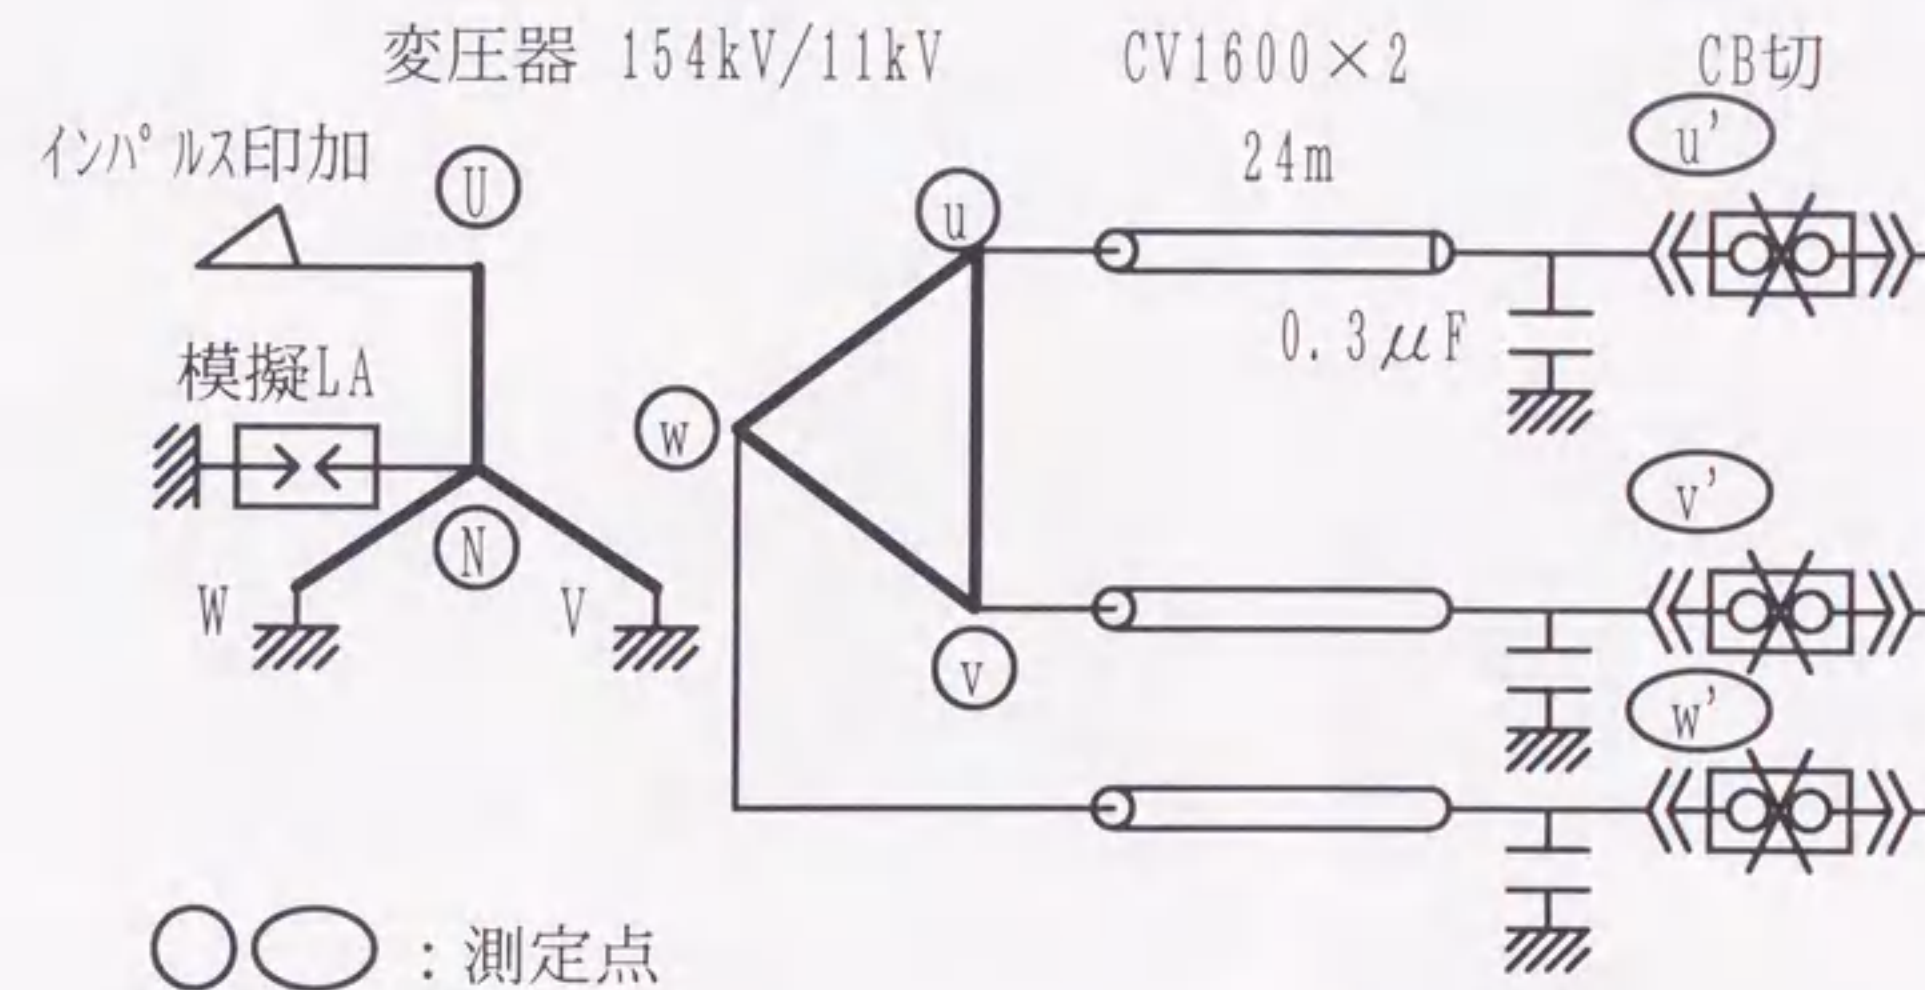 変圧器 154kV/11kV
CV1600×2
CB切
インパルス印加
U
u
24m
u'
模擬LA
0.3μF
w
v'
N
W
V
v
w'
：測定点